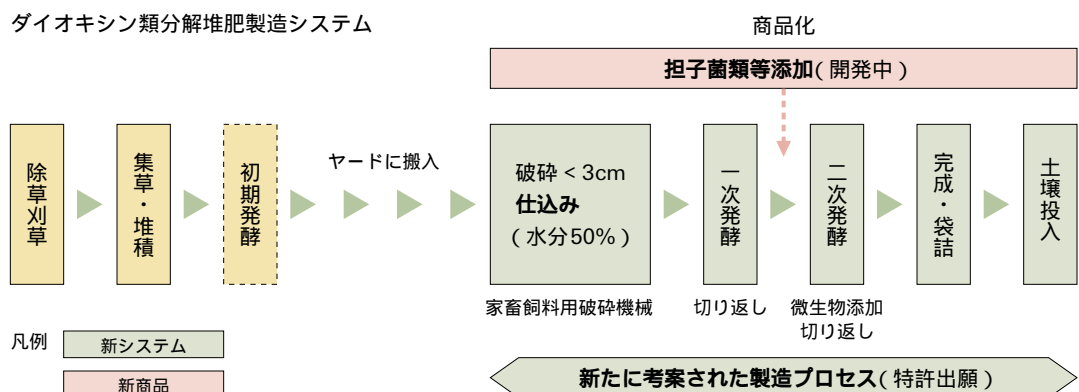 ダイオキシン類分解堆肥製造システム
商品化
担子菌類等添加(開発中)
除草刈草
集草・堆積
初期発酵
ヤードに搬入
破砕 < 3cm
仕込み
(水分50%)
一次発酵
二次発酵
完成・袋詰
土壌投入
家畜飼料用破砕機械
切り返し
微生物添加
切り返し
凡例
新システム
新商品
新たに考案された製造プロセス(特許出願)